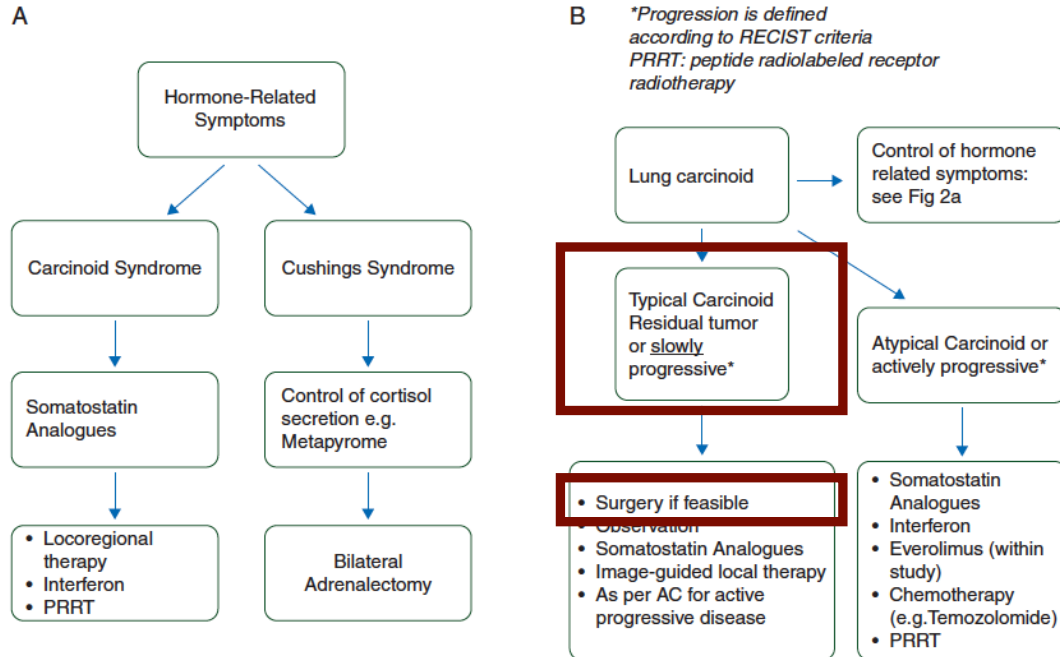 A
Hormone-Related
Symptoms
Carcinoid Syndrome
Cushings Syndrome
Somatostatin
Analogues
Control of cortisol
secretion e.g.
Metapyrome
• Locoregional
therapy
• Interferon
• PRRT
Bilateral
Adrenalectomy
B
*Progression is defined
according to RECIST criteria
PRRT: peptide radiolabeled receptor
radiotherapy
Lung carcinoid
Control of hormone
related symptoms:
see Fig 2a
Typical Carcinoid
Residual tumor
or slowly
progressive*
Atypical Carcinoid or
actively progressive*
• Surgery if feasible
• Observation
• Somatostatin Analogues
• Image-guided local therapy
• As per AC for active
progressive disease
• Somatostatin
Analogues
• Interferon
• Everolimus (within
study)
• Chemotherapy
(e.g.Temozolomide)
• PRRT